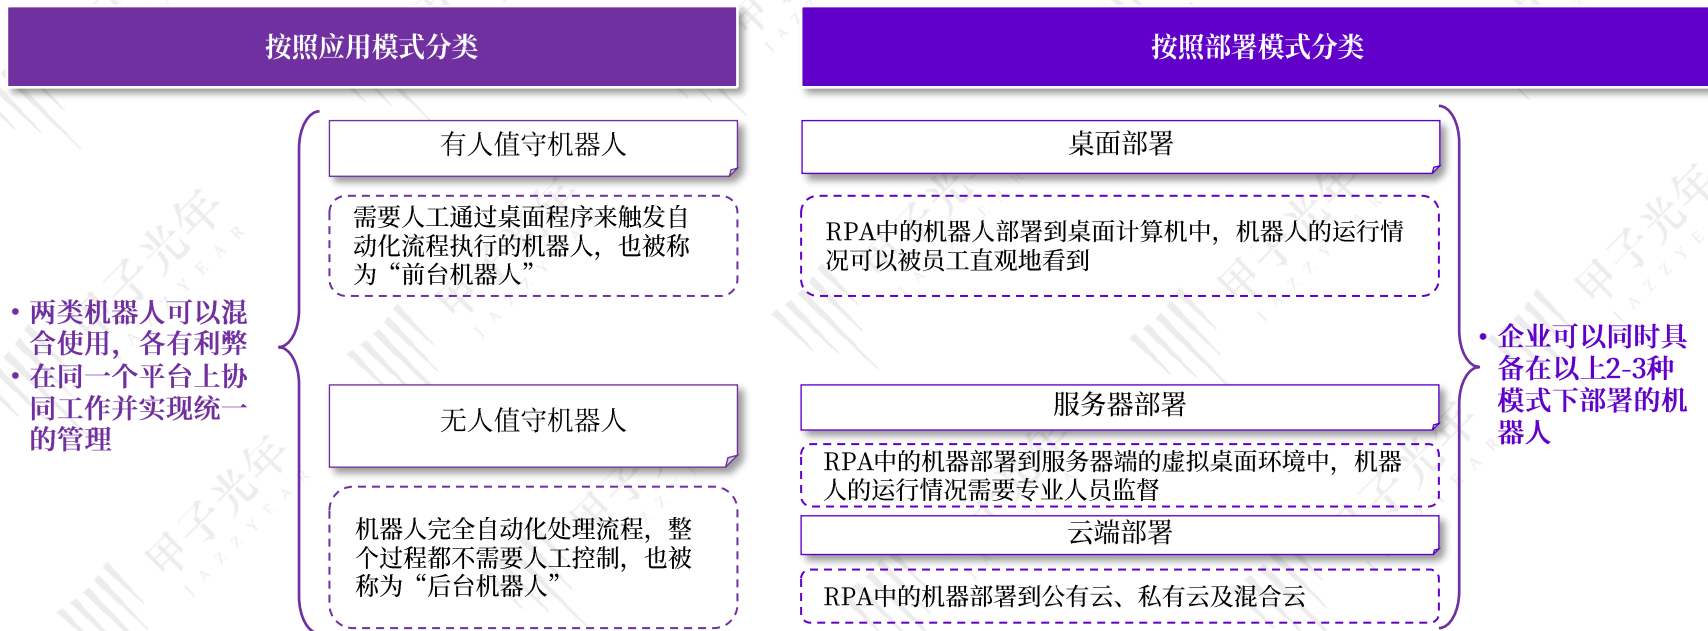 按照应用模式分类
有人值守机器人
需要人工通过桌面程序来触发自
动化流程执行的机器人，也被称
为“前台机器人”
• 两类机器人可以混
合使用，各有利弊
• 在同一个平台上协
同工作并实现统一
的管理
无人值守机器人
机器人完全自动化处理流程，整
个过程都不需要人工控制，也被
称为“后台机器人”
按照部署模式分类
桌面部署
RPA中的机器人部署到桌面计算机中，机器人的运行情
况可以被员工直观地看到
服务器部署
RPA中的机器部署到服务器端的虚拟桌面环境中，机器
人的运行情况需要专业人员监督
云端部署
RPA中的机器部署到公有云、私有云及混合云
• 企业可以同时具
备在以上2-3种
模式下部署的机
器人
甲子光年
JAZZYEAR
甲子光年
JAZZYEAR